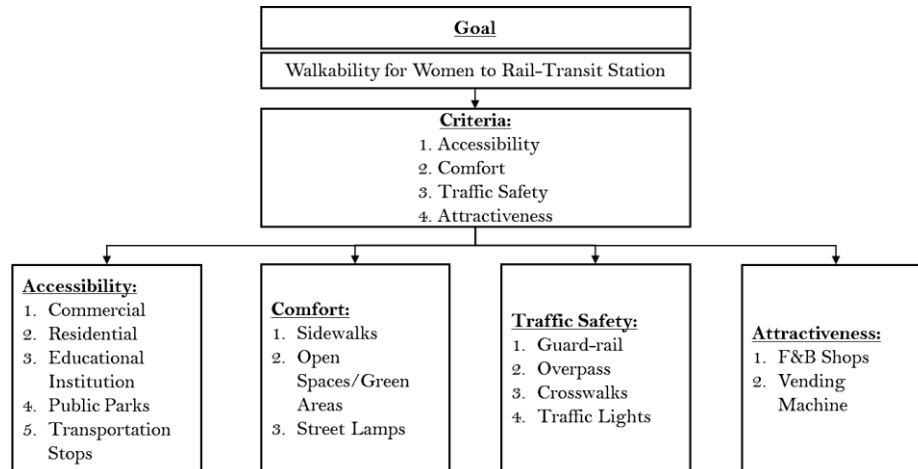 Goal
Walkability for Women to Rail-Transit Station
Criteria:
1. Accessibility
2. Comfort
3. Traffic Safety
4. Attractiveness
Accessibility:
1. Commercial
2. Residential
3. Educational
Institution
4. Public Parks
5. Transportation
Stops
Comfort:
1. Sidewalks
2. Open
Spaces/Green
Areas
3. Street Lamps
Traffic Safety:
1. Guard-rail
2. Overpass
3. Crosswalks
4. Traffic Lights
Attractiveness:
1. F&B Shops
2. Vending
Machine